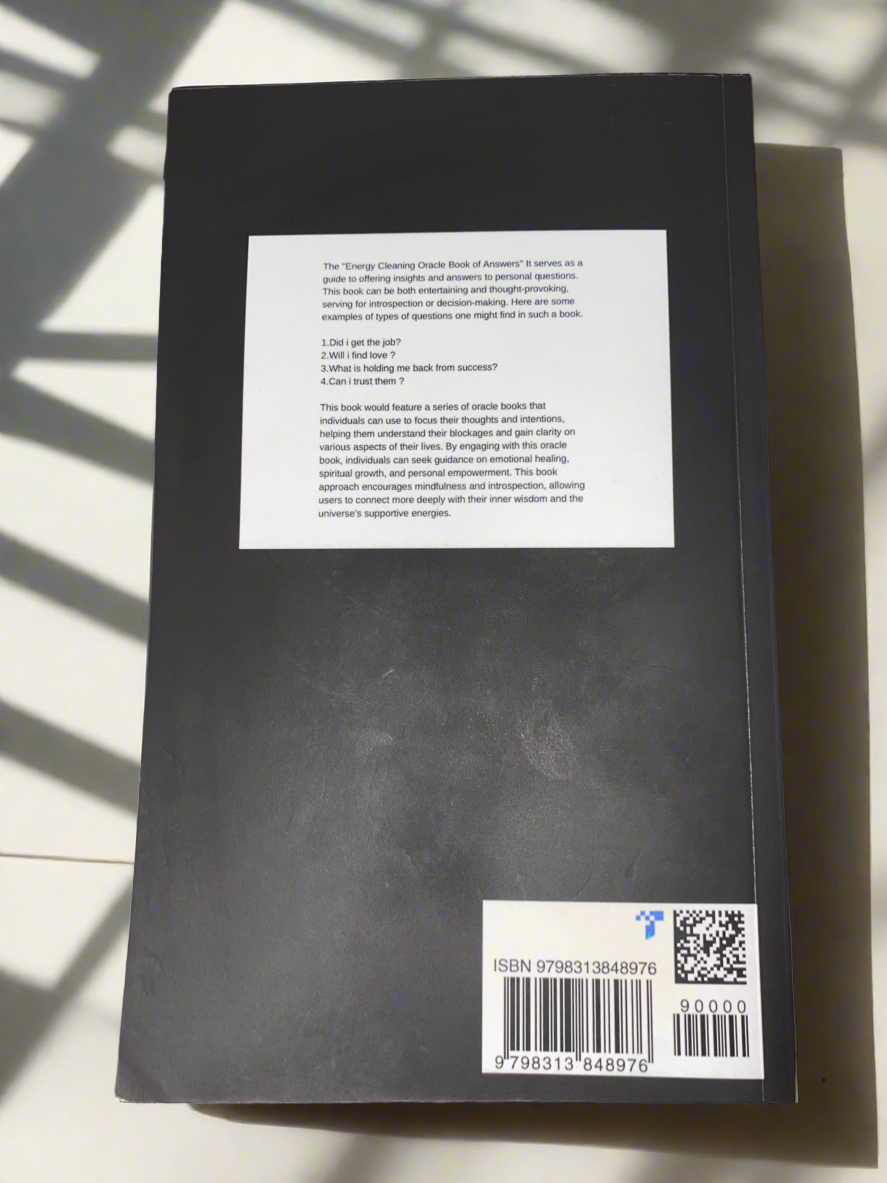 The "Energy Cleaning Oracle Book of Answers" It serves as a
guide to offering insights and answers to personal questions.
This book can be both entertaining and thought-provoking,
serving for introspection or decision-making. Here are some
examples of types of questions one might find in such a book.
1.Did i get the job?
2.Will i find love ?
3.What is holding me back from success?
4.Can i trust them ?
This book would feature a series of oracle books that
individuals can use to focus their thoughts and intentions,
helping them understand their blockages and gain clarity on
various aspects of their lives. By engaging with this oracle
book, individuals can seek guidance on emotional healing,
spiritual growth, and personal empowerment. This book
approach encourages mindfulness and introspection, allowing
users to connect more deeply with their inner wisdom and the
universe's supportive energies.
ISBN 9798313848976
90000
9 798313 848976